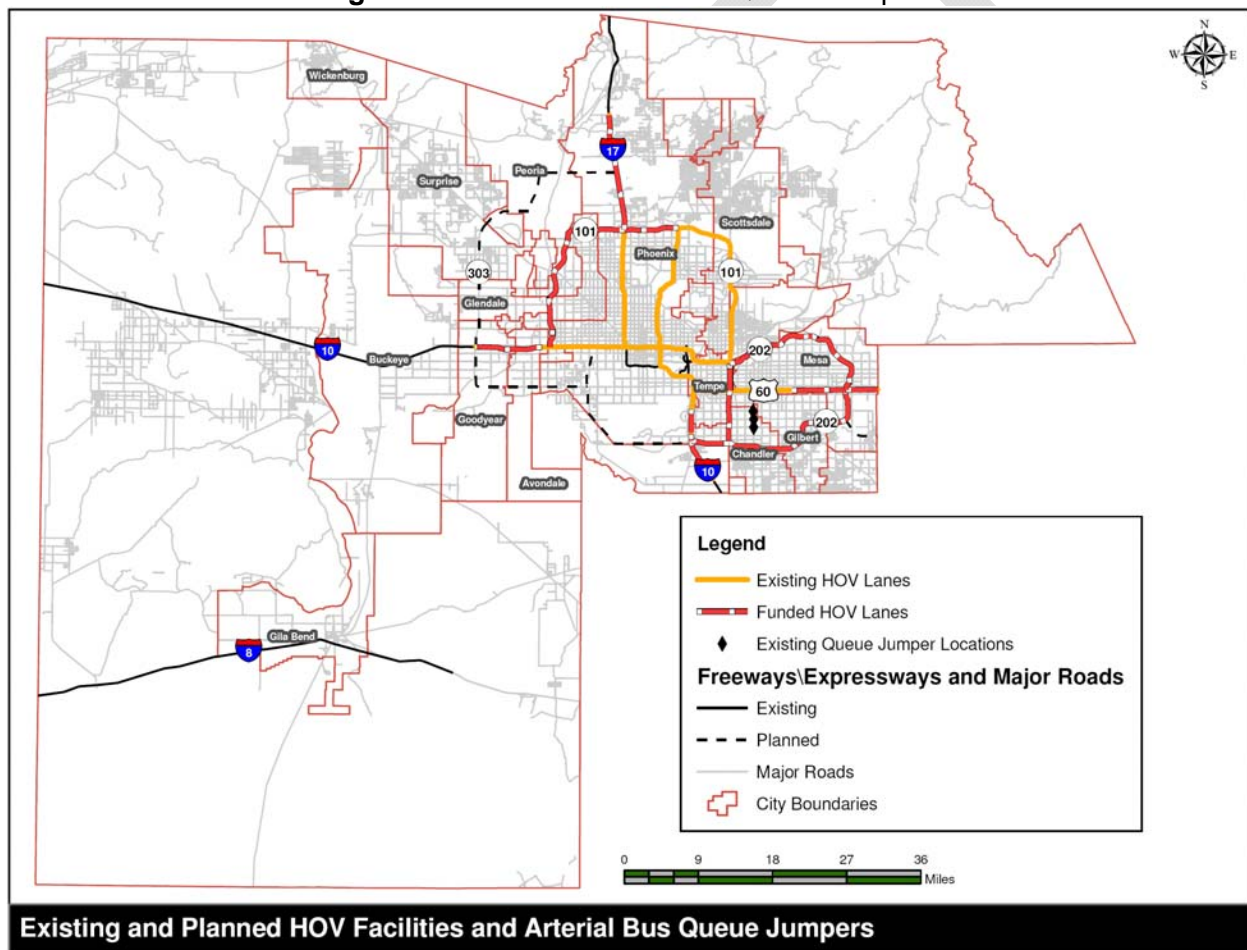 N
W E
S
Wickenburg
17
Peoria
Surprise
Scottsdale
101
Phoenix
303
101
Glendale
10
Buckeye
202
Mesa
Tempe
60
Goodyear
202
Gilbert
Chandler
10
Avondale
Gila Bend
8
Legend
Existing HOV Lanes
Funded HOV Lanes
Existing Queue Jumper Locations
Freeways\Expressways and Major Roads
Existing
Planned
Major Roads
City Boundaries
0 9 18 27 36
Miles
Existing and Planned HOV Facilities and Arterial Bus Queue Jumpers